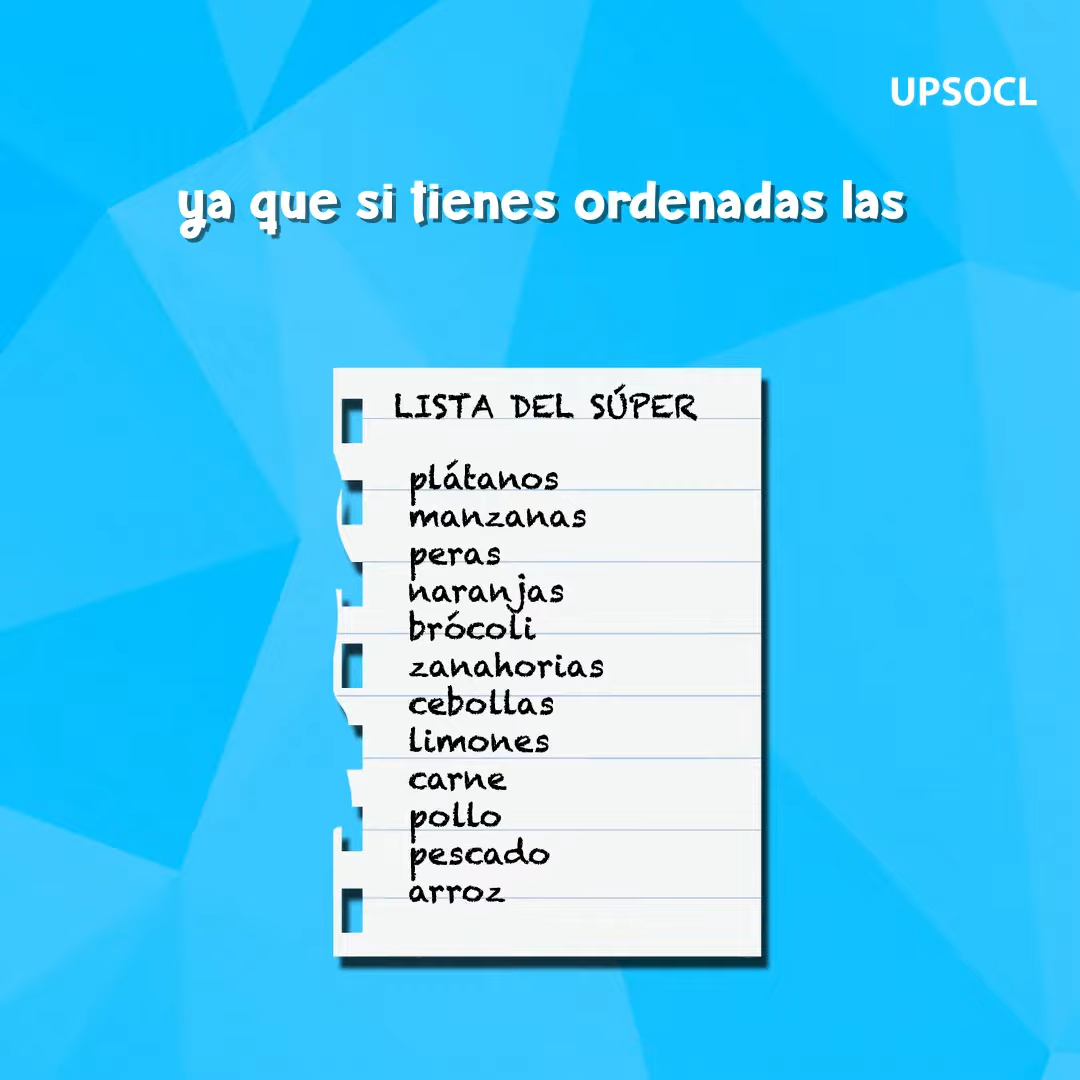 UPSOCL
ya que si tienes ordenadas las
LISTA DEL SÚPER
plátanos
manzanas
peras
naranjas
brócoli
zanahorias
cebollas
limones
carne
pollo
pescado
arroz